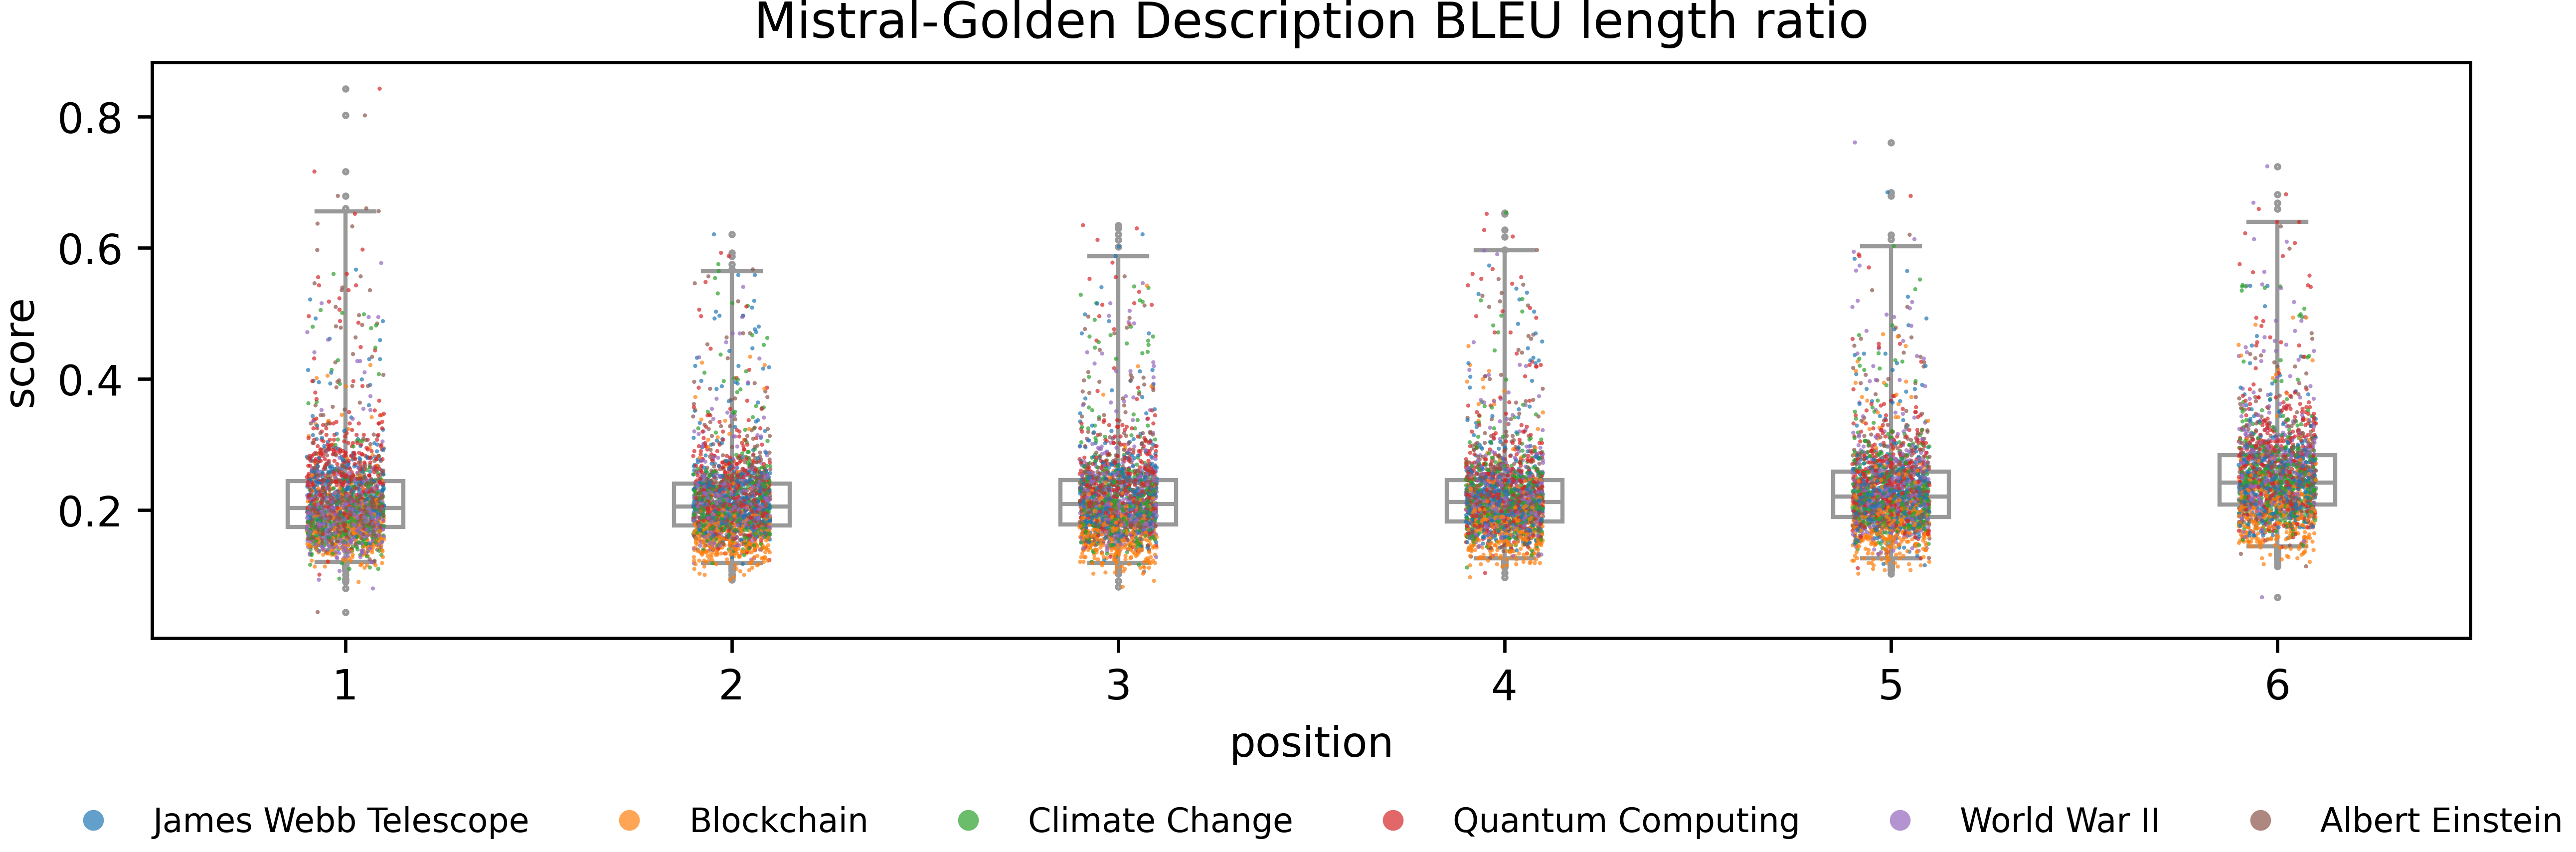 Mistral-Golden Description BLEU length ratio
score
0.8
0.6
0.4
0.2
1 2 3 4 5 6
position
James Webb Telescope Blockchain Climate Change Quantum Computing World War II Albert Einstein